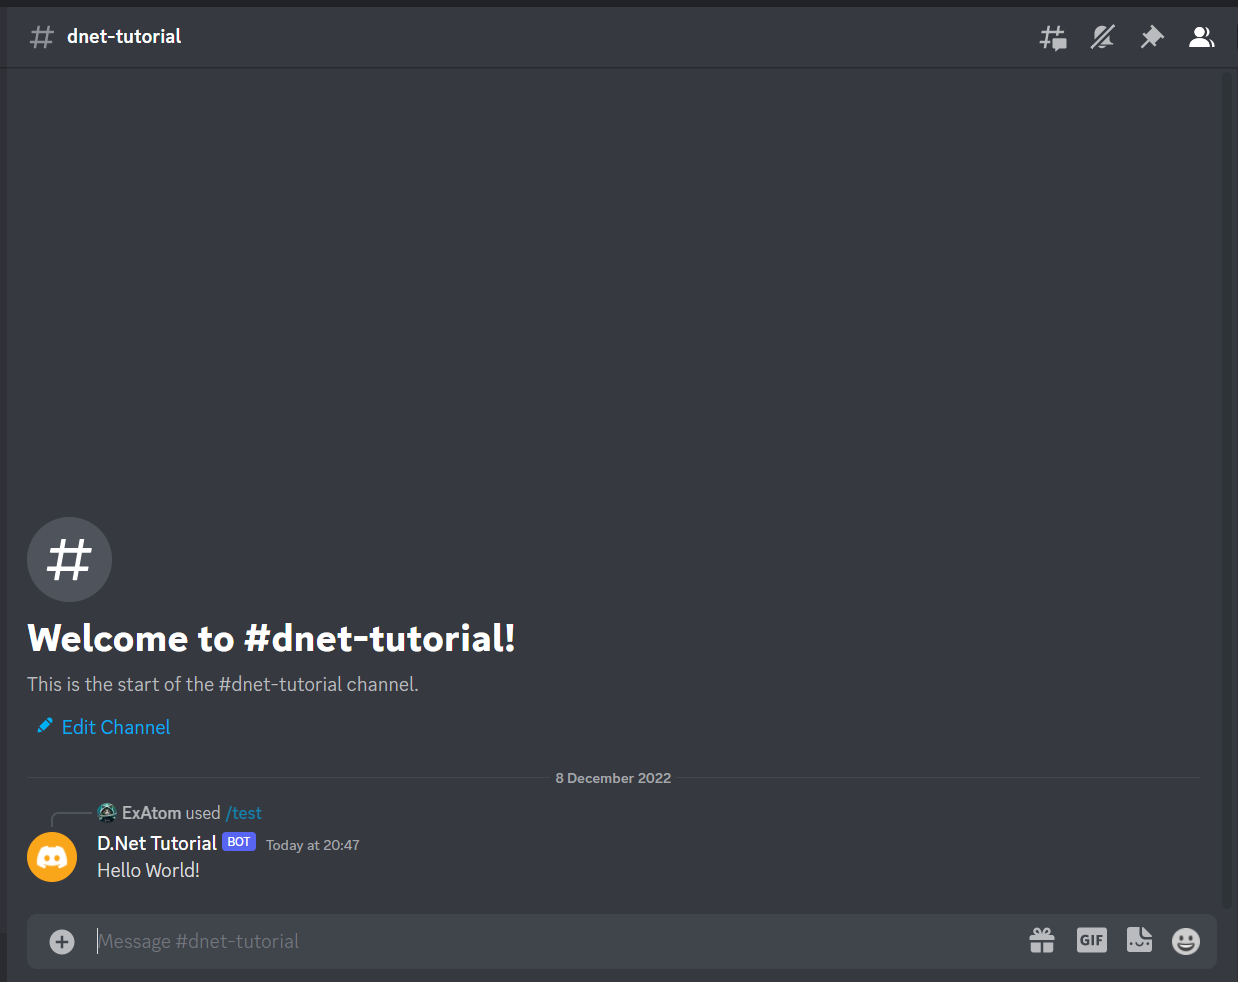 dnet-tutorial
Welcome to #dnet-tutorial!
This is the start of the #dnet-tutorial channel.
Edit Channel
8 December 2022
ExAtom used /test
D.Net Tutorial BOT Today at 20:47
Hello World!
Message #dnet-tutorial GIF